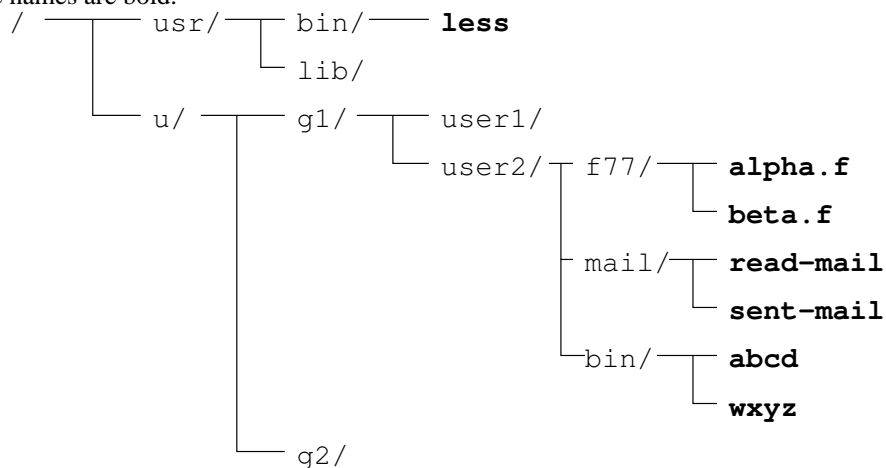 names are bold.
/ usr/ bin/ less
lib/
u/ g1/ user1/
user2/ f77/ alpha.f
beta.f
mail/ read-mail
sent-mail
bin/ abcd
wxyz
g2/